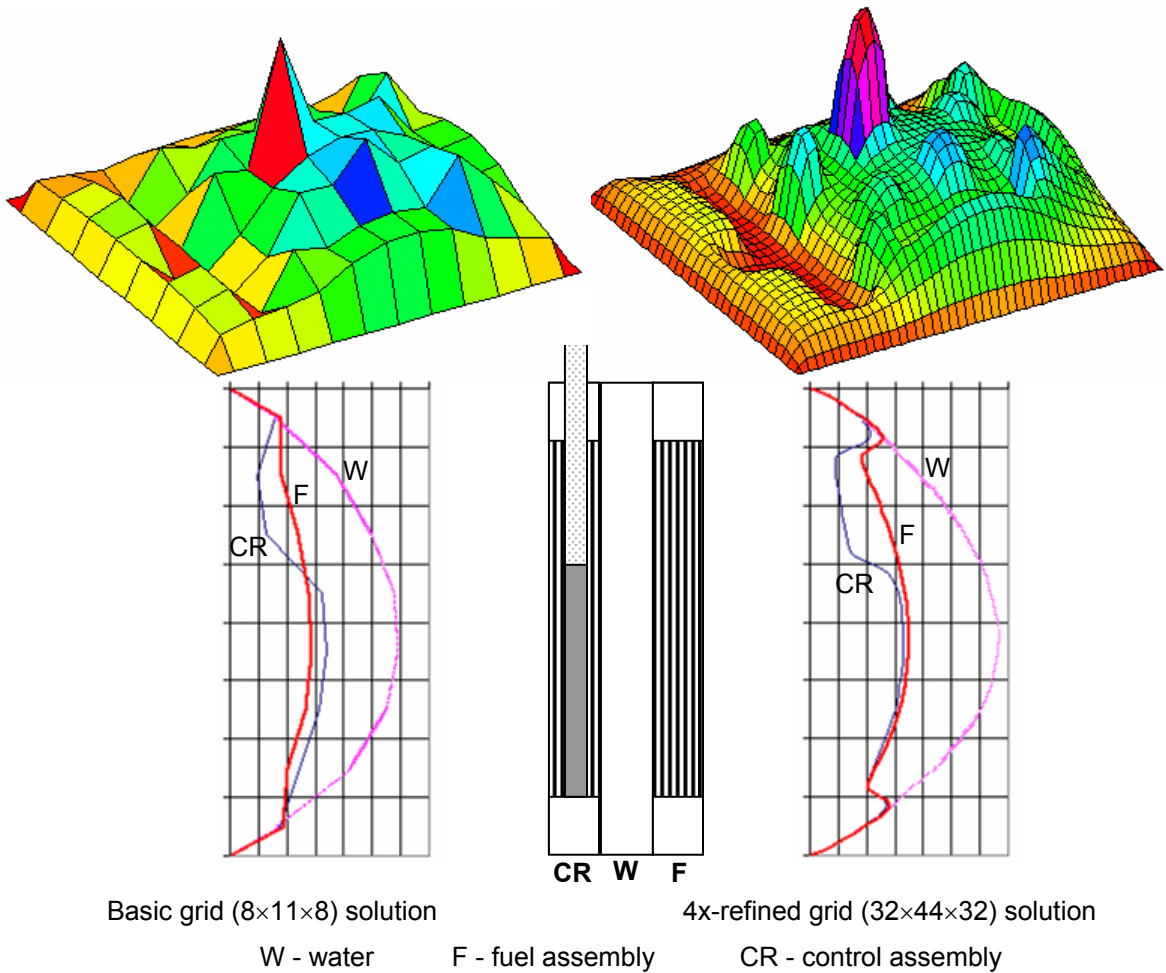 W
F
CR
W
F
CR
CR W F
Basic grid (8×11×8) solution
4x-refined grid (32×44×32) solution
W - water F - fuel assembly CR - control assembly